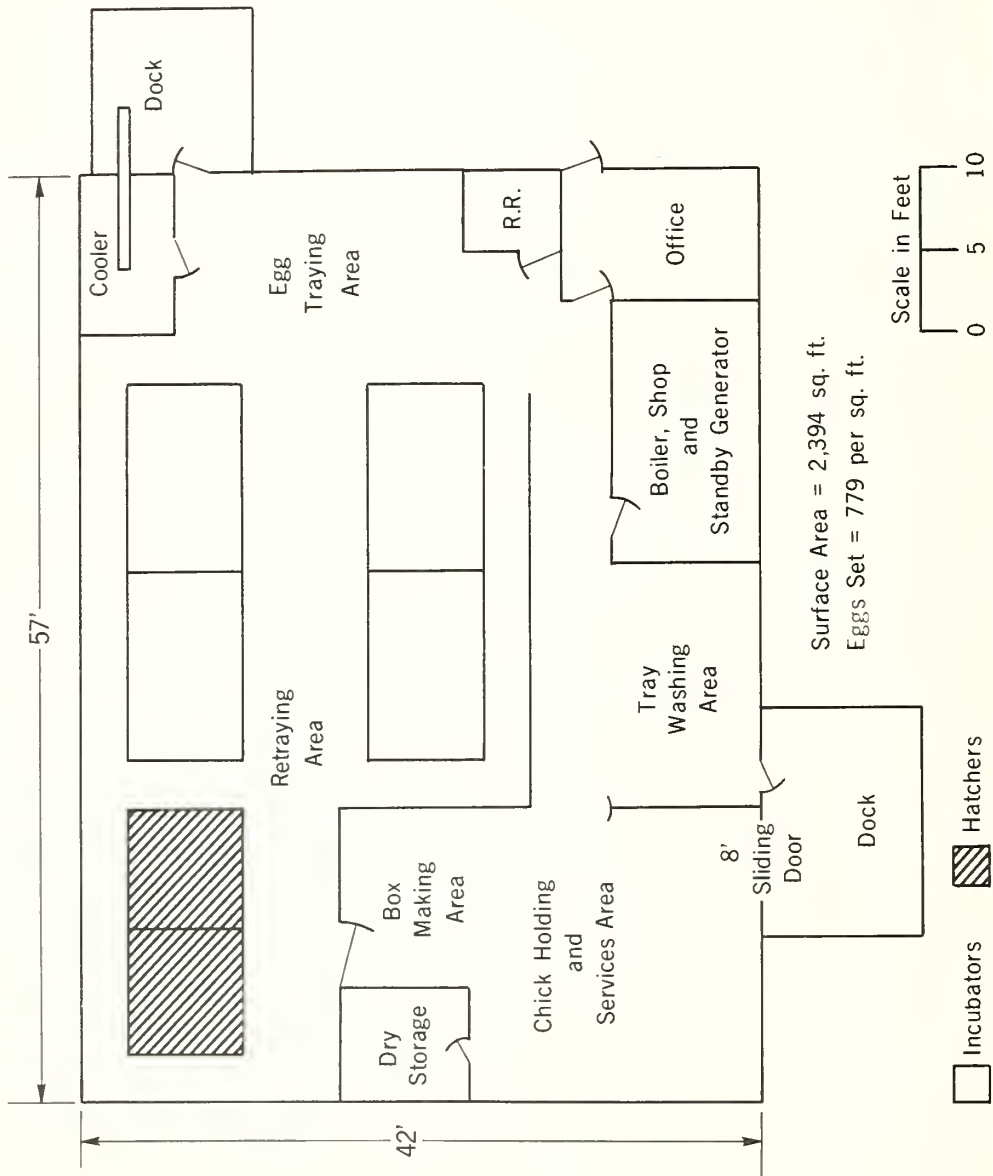 57'
42'
Cooler
Dock
Egg
Traying
Area
R.R.
Office
Boiler, Shop
and
Standby Generator
Retraying
Area
Tray
Washing
Area
Box
Making
Area
Dry
Storage
Chick Holding
and
Services Area
8'
Sliding
Door
Dock
Surface Area = 2,394 sq. ft.
Eggs Set = 779 per sq. ft.
Scale in Feet
0 5 10
Incubators
Hatchers